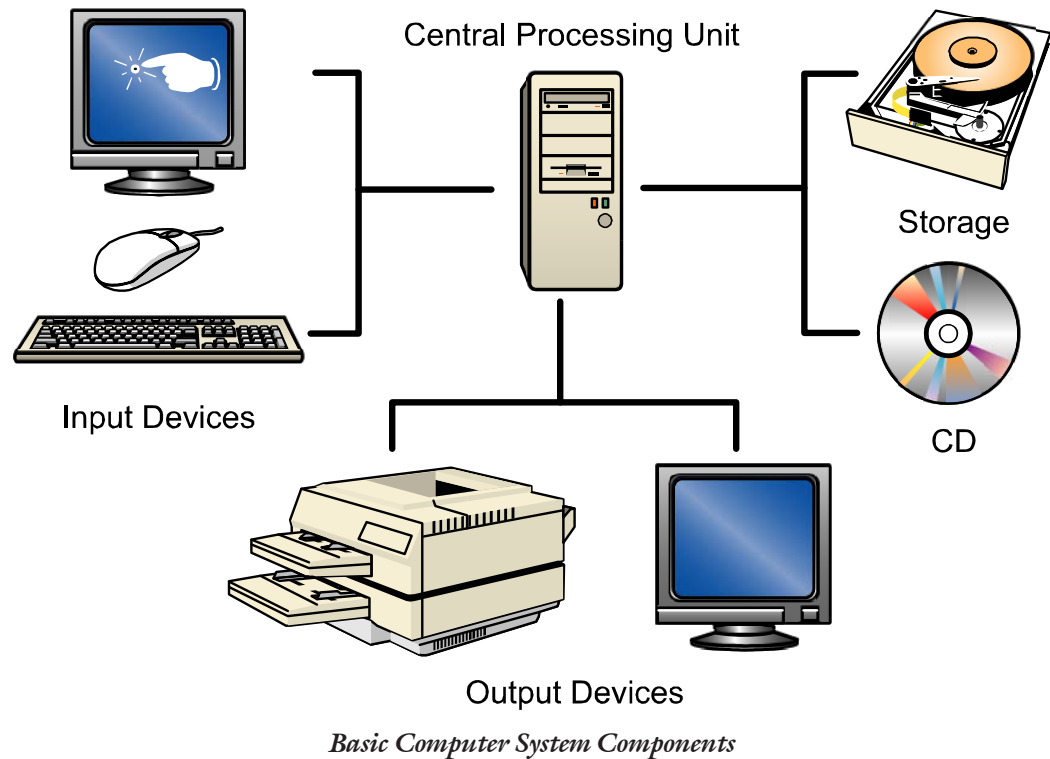 Central Processing Unit
Storage
Input Devices
CD
Output Devices
Basic Computer System Components